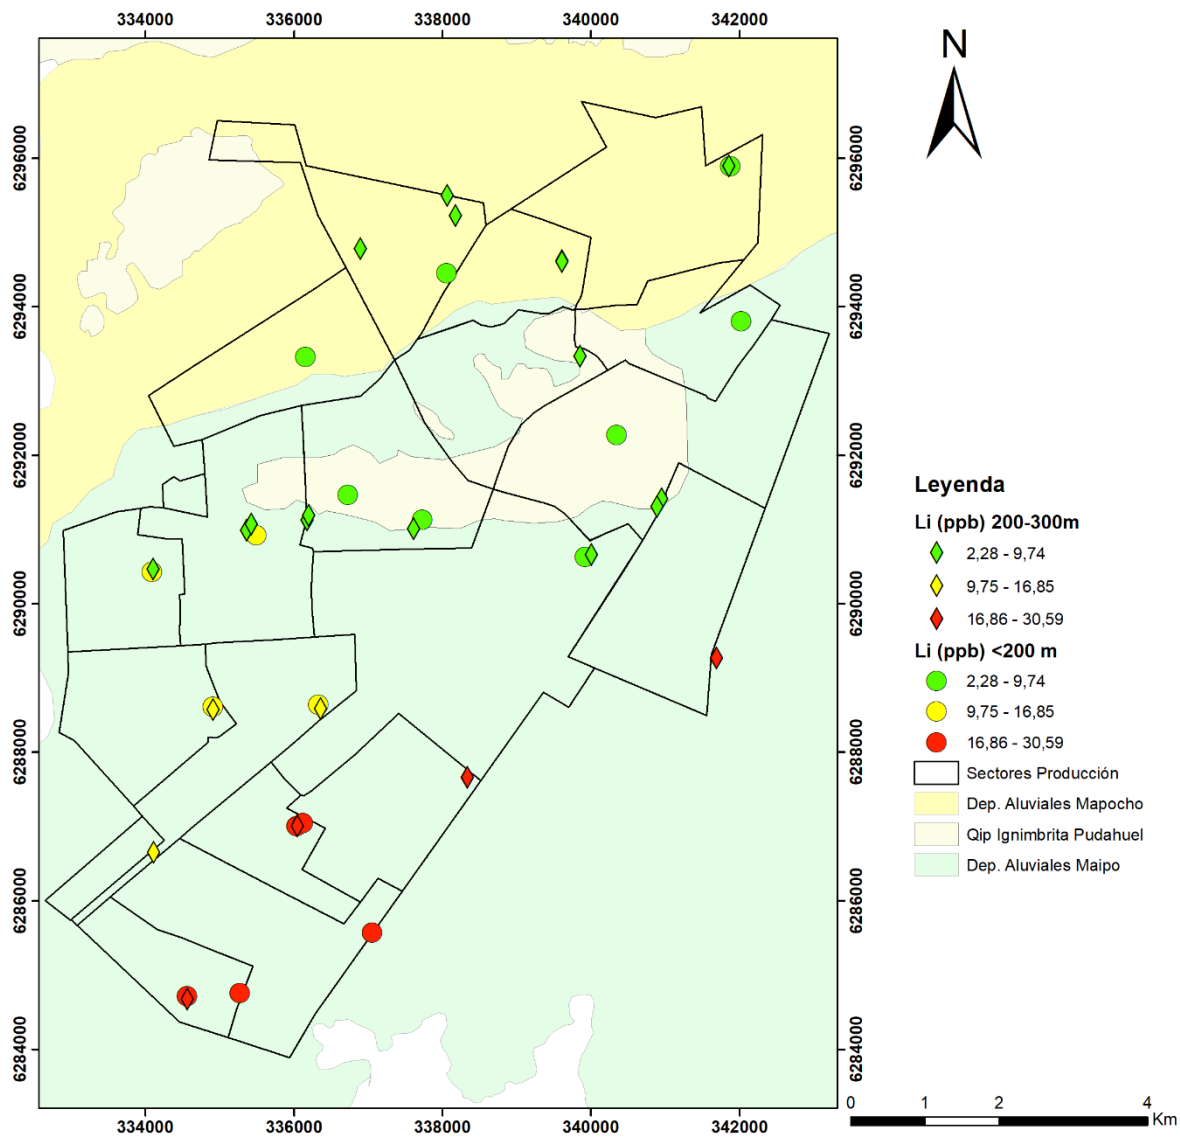 334000 336000 338000 340000 342000
N
6296000 6296000
6294000 6294000
6292000 6292000
Leyenda
Li (ppb) 200-300m
2,28 - 9,74
9,75 - 16,85
6290000 6290000
16,86 - 30,59
Li (ppb) <200 m
2,28 - 9,74
9,75 - 16,85
16,86 - 30,59
6288000 6288000
Sectores Producción
Dep. Aluviales Mapocho
Qip Ignimbrita Pudahuel
Dep. Aluviales Maipo
6286000 6286000
6284000 6284000
0 1 2 4
Km
334000 336000 338000 340000 342000